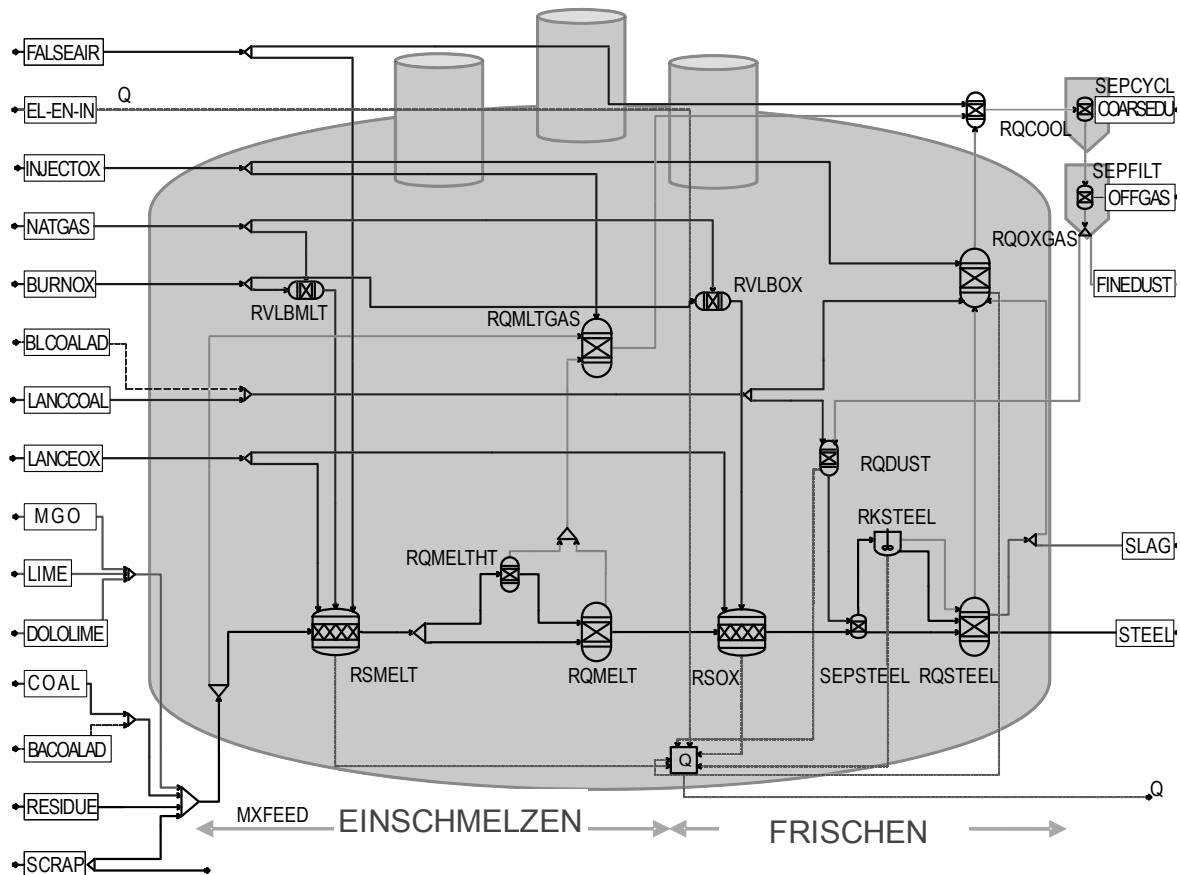 FALSEAIR
EL-EN-IN
Q
INJECTOX
NATGAS
BURNOX
BLCOALAD
LANCCOAL
LANCEOX
MGO
LIME
DOLOLIME
COAL
BACOALAD
RESIDUE
SCRAP
MXFEED
RVLBMLT
RQMLTGAS
RVLBOX
RQCOOL
SEPCYCL
COARSEDU
SEPFILT
OFFGAS
RQOXGAS
FINEDUST
RQDUST
RKSTEEL
RQMELTHT
SLAG
STEEL
RSMELT
RQMELT
RSOX
SEPSTEEL
RQSTEEL
Q
Q
EINSCHMELZEN
FRISCHEN